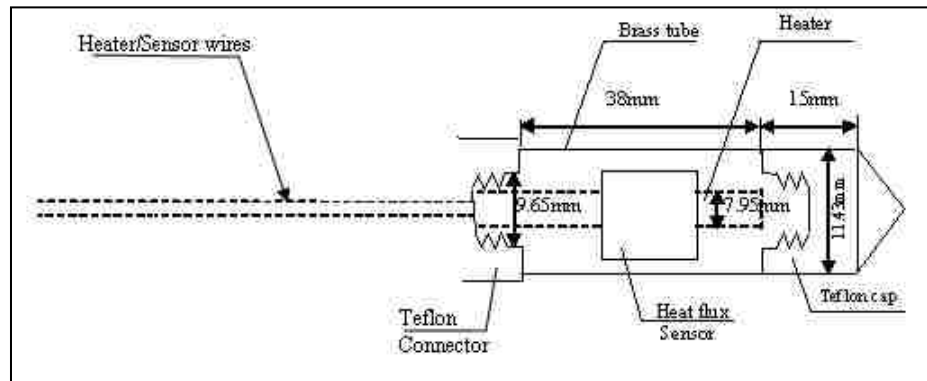 Brass tube
Heater
Heater/Sensor wires
38mm
15mm
9.65mm
7.95mm
11.43mm
Teflon cap
Teflon
Connector
Heat flux
Sensor